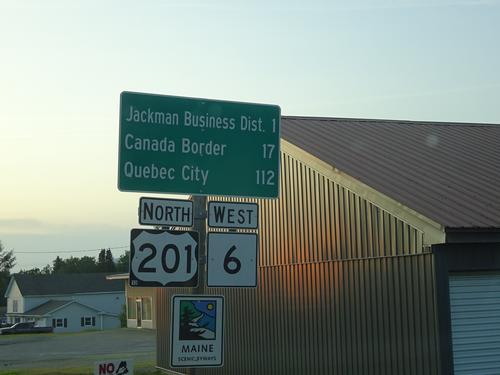 Jackman Business Dist. 1
Canada Border 17
Quebec City 112
NORTH WEST
201 6
MAINE
SCENIC BYWAYS
NO